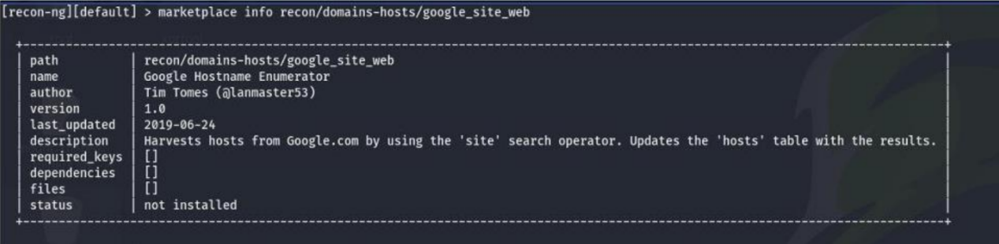 [recon-ng][default] > marketplace info recon/domains-hosts/google_site_web
+---------------------------------------------------------------------------------------------------------------------------+
| path | recon/domains-hosts/google_site_web |
| name | Google Hostname Enumerator |
| author | Tim Tomes (@lanmaster53) |
| version | 1.0 |
| last_updated | 2019-06-24 |
| description | Harvests hosts from Google.com by using the 'site' search operator. Updates the 'hosts' table with the results. |
| required_keys | [] |
| dependencies | [] |
| files | [] |
| status | not installed |
+---------------------------------------------------------------------------------------------------------------------------+